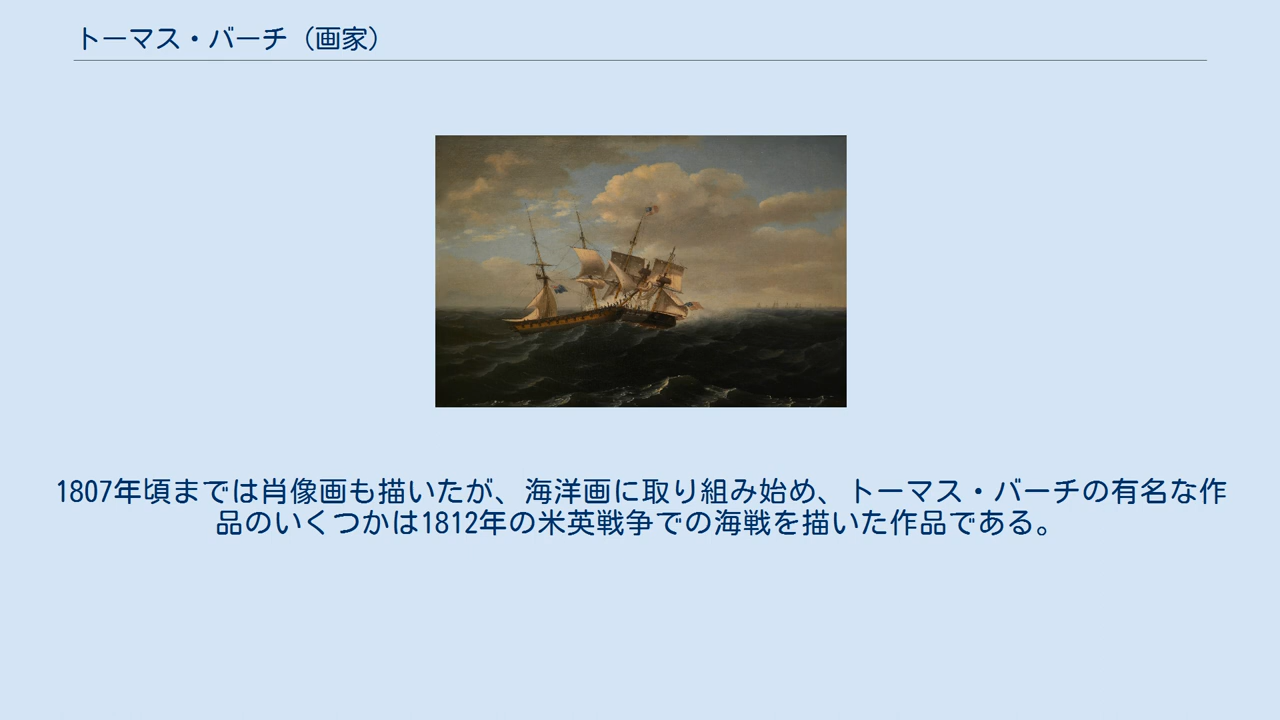 トーマス・バーチ（画家）
1807年頃までは肖像画も描いたが、海洋画に取り組み始め、トーマス・バーチの有名な作
品のいくつかは1812年の米英戦争での海戦を描いた作品である。